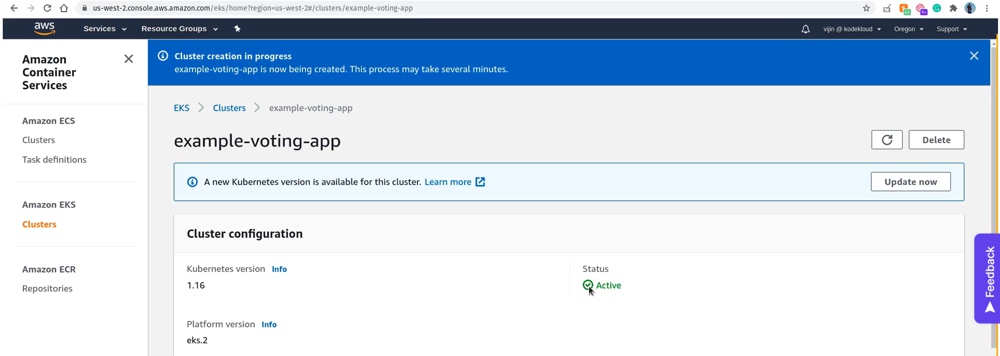 us-west-2.console.aws.amazon.com/eks/home?region=us-west-2#/clusters/example-voting-app
43
9+
aws
Services
Resource Groups
vijin @ kodekloud
Oregon
Support
Amazon
Container
Services
Cluster creation in progress
example-voting-app is now being created. This process may take several minutes.
EKS
Clusters
example-voting-app
Amazon ECS
Clusters
Task definitions
example-voting-app
Delete
A new Kubernetes version is available for this cluster. Learn more
Update now
Amazon EKS
Clusters
Cluster configuration
Amazon ECR
Repositories
Kubernetes version Info
1.16
Status
Active
Platform version Info
eks.2
Feedback